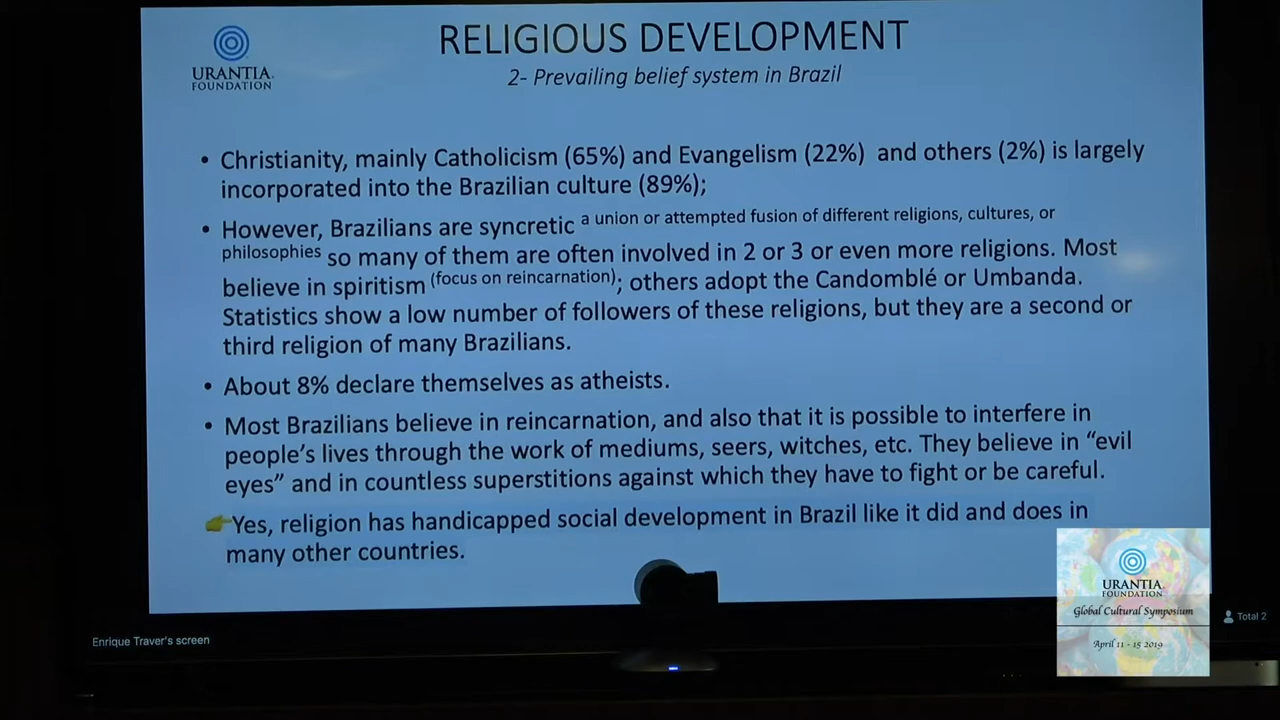 URANTIA
FOUNDATION
RELIGIOUS DEVELOPMENT
2- Prevailing belief system in Brazil
• Christianity, mainly Catholicism (65%) and Evangelism (22%) and others (2%) is largely
incorporated into the Brazilian culture (89%);
• However, Brazilians are syncretic a union or attempted fusion of different religions, cultures, or
philosophies so many of them are often involved in 2 or 3 or even more religions. Most
believe in spiritism (focus on reincarnation); others adopt the Candomblé or Umbanda.
Statistics show a low number of followers of these religions, but they are a second or
third religion of many Brazilians.
• About 8% declare themselves as atheists.
• Most Brazilians believe in reincarnation, and also that it is possible to interfere in
people's lives through the work of mediums, seers, witches, etc. They believe in “evil
eyes” and in countless superstitions against which they have to fight or be careful.
Yes, religion has handicapped social development in Brazil like it did and does in
many other countries.
Enrique Traver's screen
Total 2
URANTIA
FOUNDATION
Global Cultural Symposium
April 11 - 15 2019